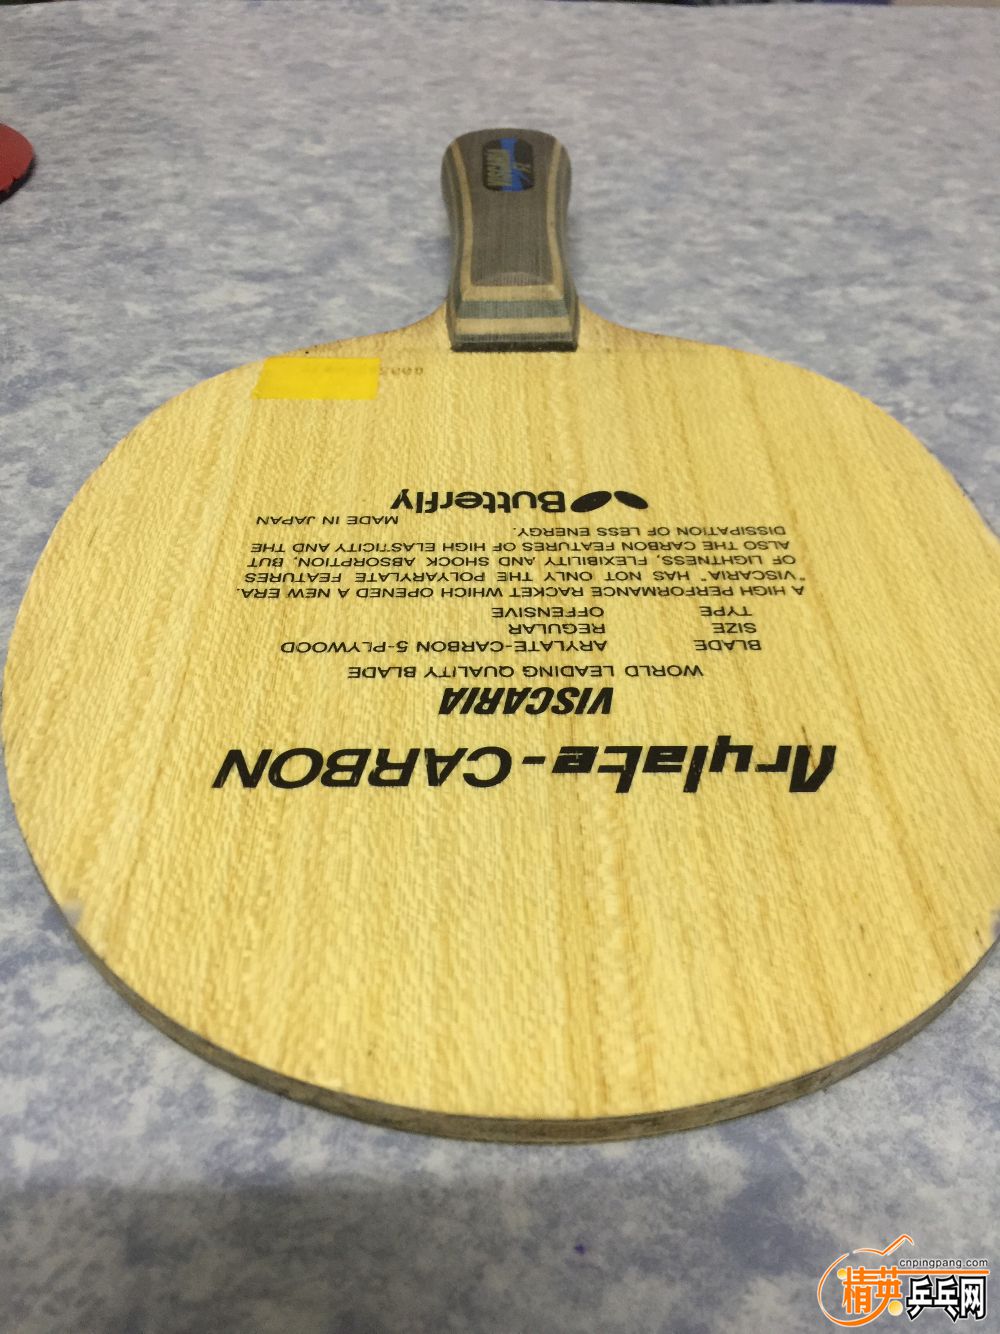 Arylate-CARBON
VISCARIA
WORLD LEADING QUALITY BLADE
BLADE ARYLATE-CARBON 5-PLYWOOD
SIZE REGULAR
TYPE OFFENSIVE
A HIGH PERFORMANCE RACKET WHICH OPENED A NEW ERA.
"VISCARIA" HAS NOT ONLY THE POLYARYLATE FEATURES
OF LIGHTNESS, FLEXIBILITY AND SHOCK ABSORPTION, BUT
ALSO THE CARBON FEATURES OF HIGH ELASTICITY AND THE
DISSIPATION OF LESS ENERGY.
MADE IN JAPAN
Butterfly
VISCARIA
cnpingpang.com
精英乒乓网